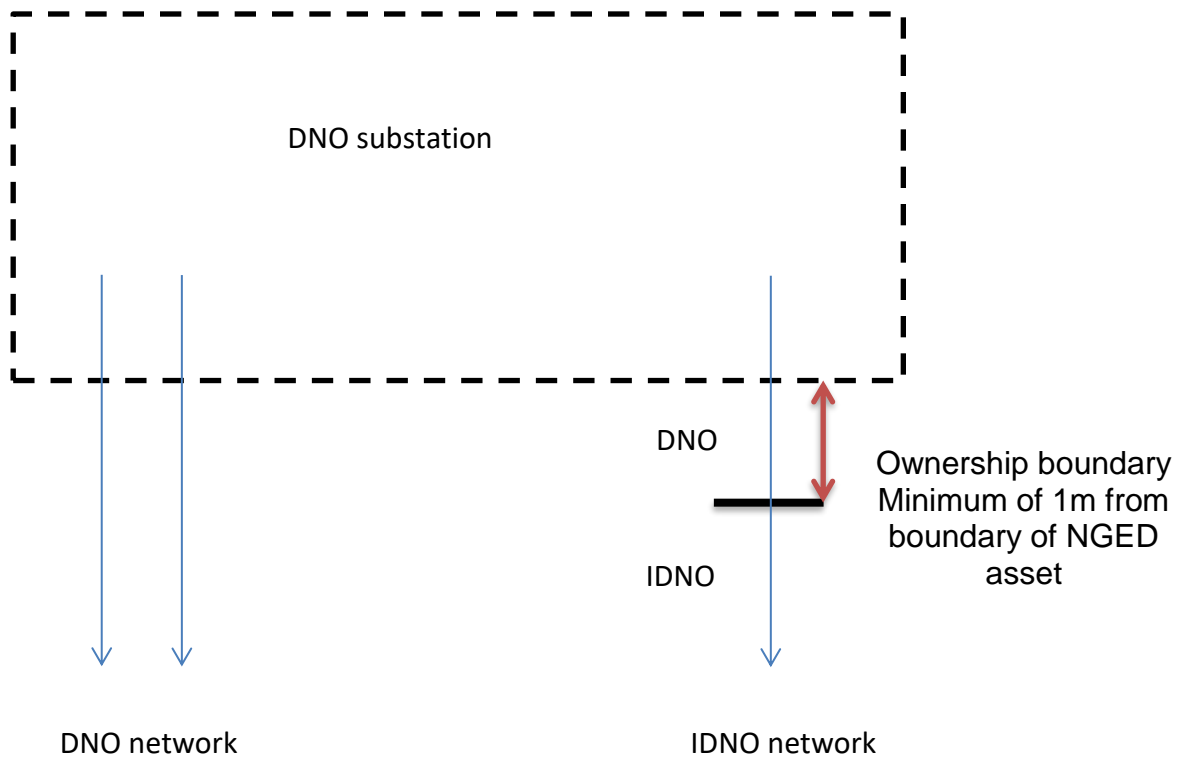 DNO substation
DNO
Ownership boundary
Minimum of 1m from
boundary of NGED
asset
IDNO
DNO network
IDNO network